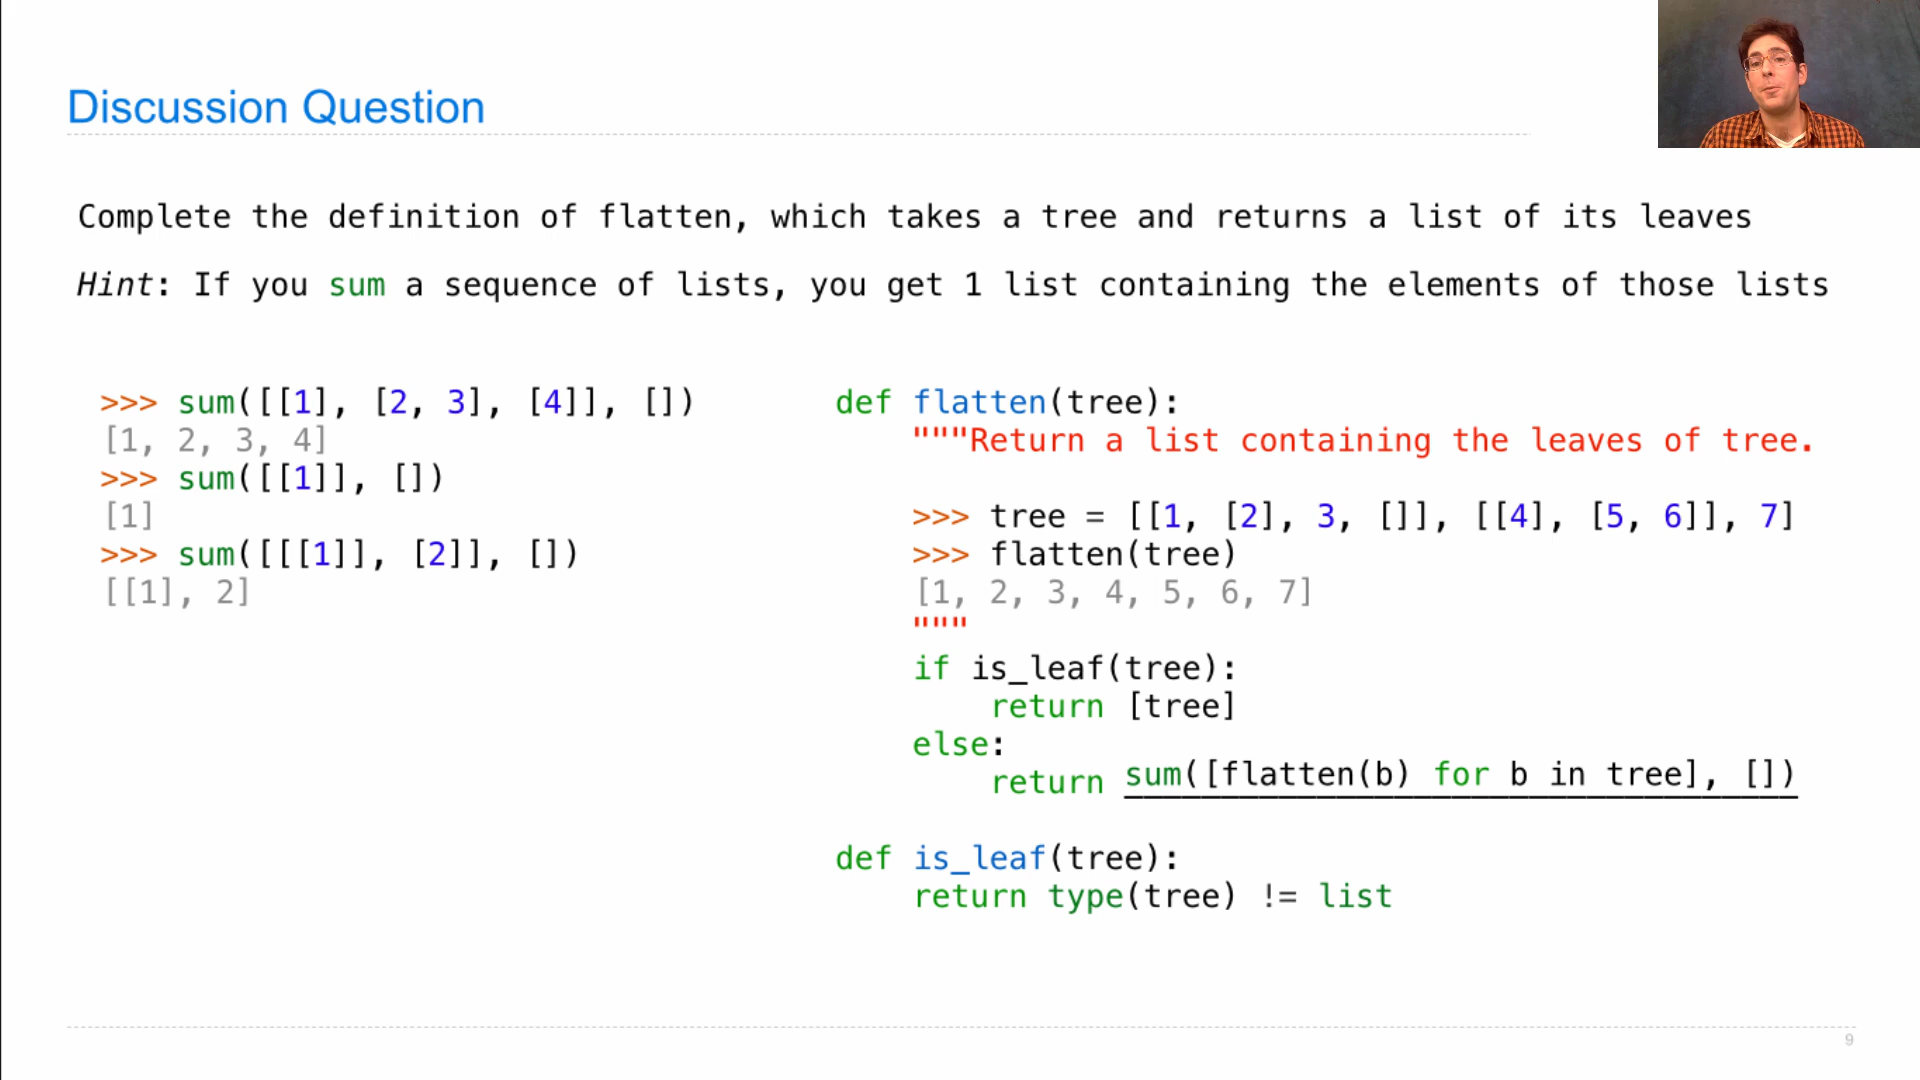 Discussion Question
Complete the definition of flatten, which takes a tree and returns a list of its leaves
Hint: If you sum a sequence of lists, you get 1 list containing the elements of those lists
>>> sum([[1], [2, 3], [4]], [])
[1, 2, 3, 4]
>>> sum([[1]], [])
[1]
>>> sum([[[1]], [2]], [])
[[1], 2]
def flatten(tree):
    """Return a list containing the leaves of tree.
    >>> tree = [[1, [2], 3, []], [[4], [5, 6]], 7]
    >>> flatten(tree)
    [1, 2, 3, 4, 5, 6, 7]
    """
    if is_leaf(tree):
        return [tree]
    else:
        return sum([flatten(b) for b in tree], [])
def is_leaf(tree):
    return type(tree) != list
9